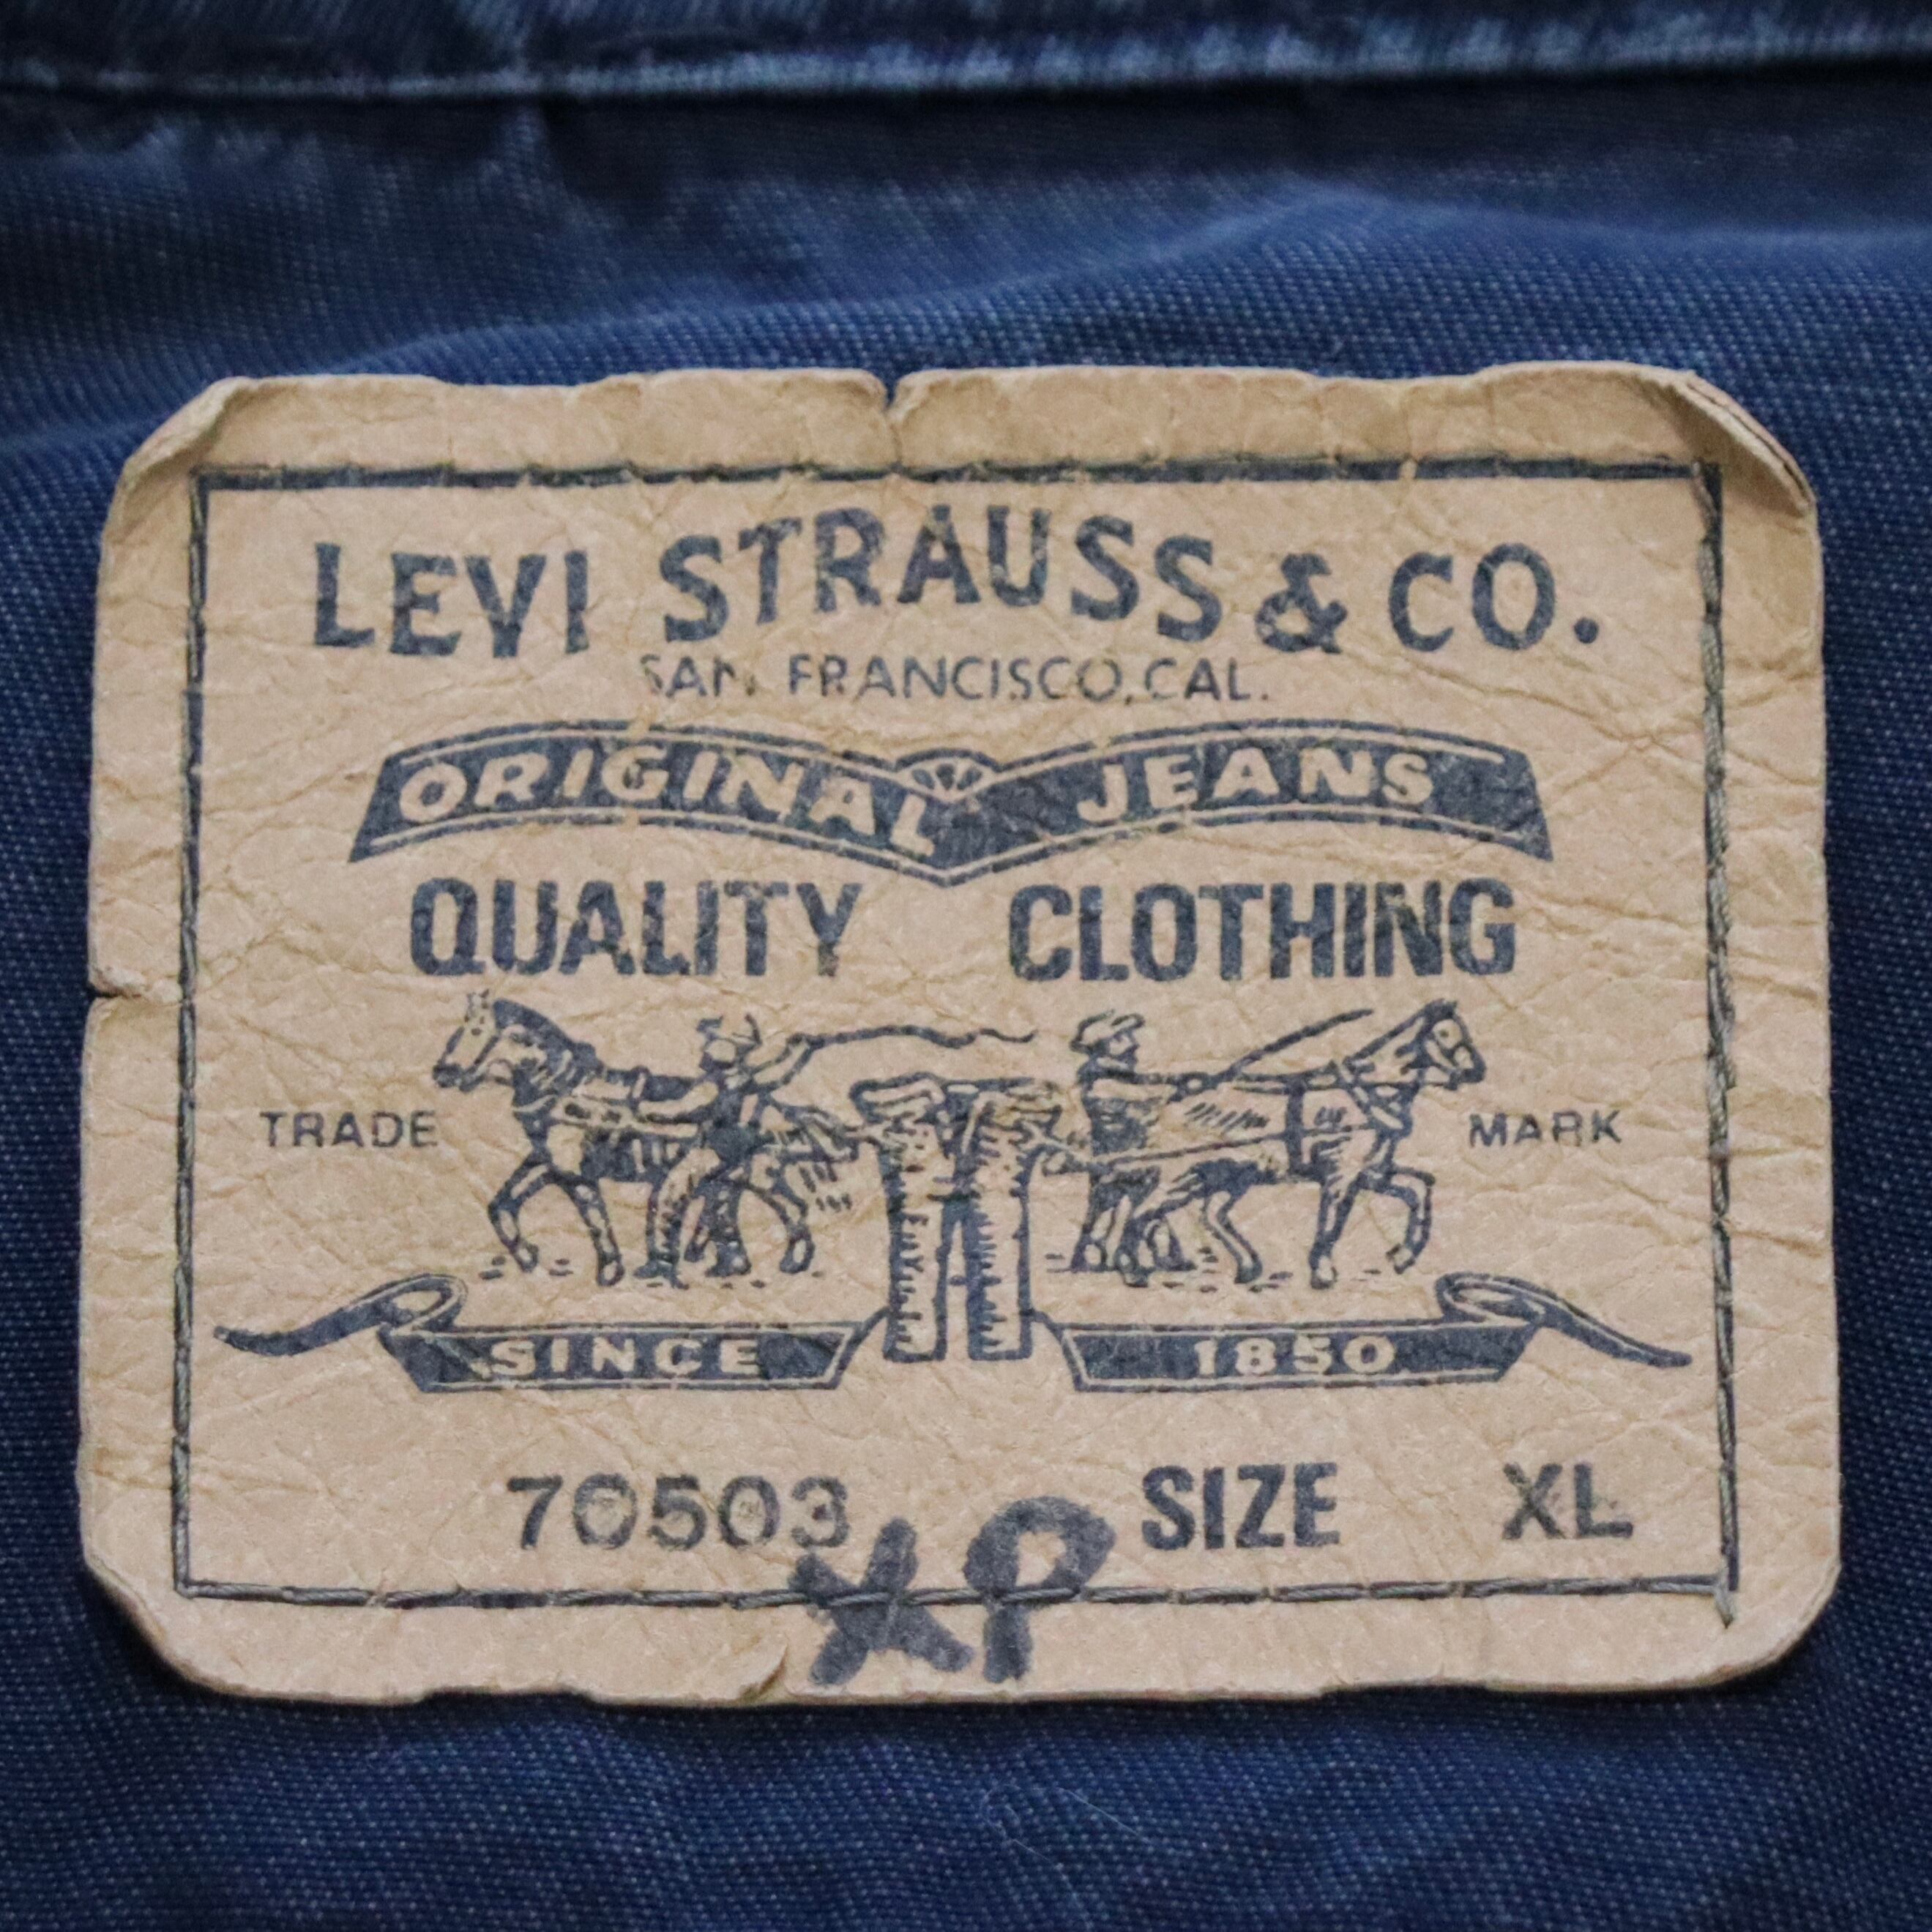 LEVI STRAUSS & CO.
SAN FRANCISCO, CAL.
ORIGINAL JEANS
QUALITY CLOTHING
TRADE MARK
SINCE 1850
70503 SIZE XL
XP